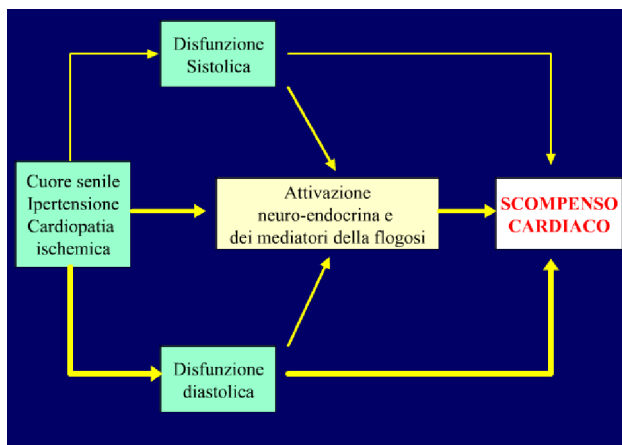 Disfunzione
Sistolica
Cuore senile
Ipertensione
Cardiopatia
ischemica
Attivazione
neuro-endocrina e
dei mediatori della flogosi
SCOMPENSO
CARDIACO
Disfunzione
diastolica